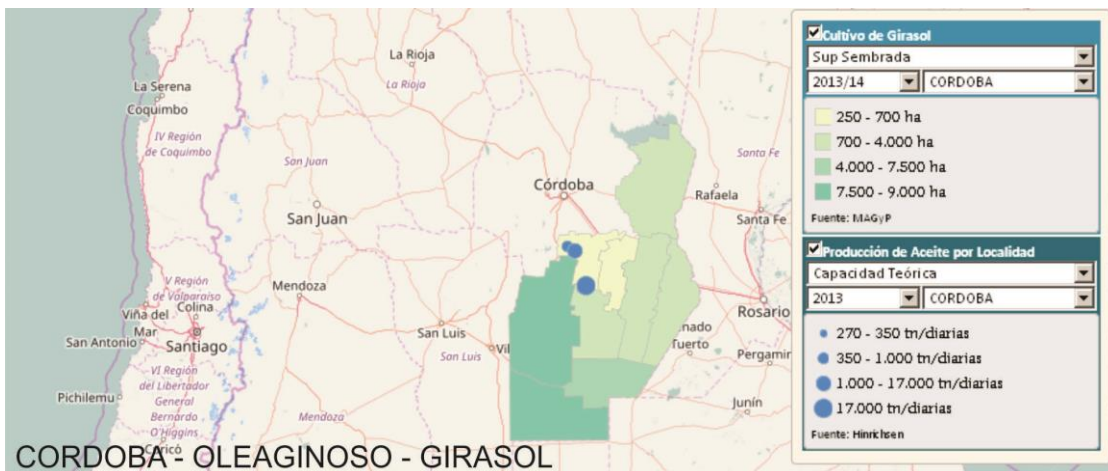 La Rioja
La Rioja
La Serena
Coquimbo
IV Región
de Coquimbo
San Juan
San Juan
Córdoba
Santa Fe
Rafaela
Santa Fe
Mendoza
V Región
de Valparaíso
Viña del
Mar
Colina
San Antonio
Santiago
San Luis
San Luis
Vil
Rosario
nado
Tuerto
Pergamin
VI Región
del Libertador
General
Bernardo
O'Higgins
Pichilemu
Mendoza
Junín
Curicó
CORDOBA - OLEAGINOSO - GIRASOL
Cultivo de Girasol
Sup Sembrada
2013/14 CORDOBA
250 - 700 ha
700 - 4.000 ha
4.000 - 7.500 ha
7.500 - 9.000 ha
Fuente: MAGyP
Producción de Aceite por Localidad
Capacidad Teórica
2013 CORDOBA
270 - 350 tn/diarias
350 - 1.000 tn/diarias
1.000 - 17.000 tn/diarias
17.000 tn/diarias
Fuente: Hinrichsen